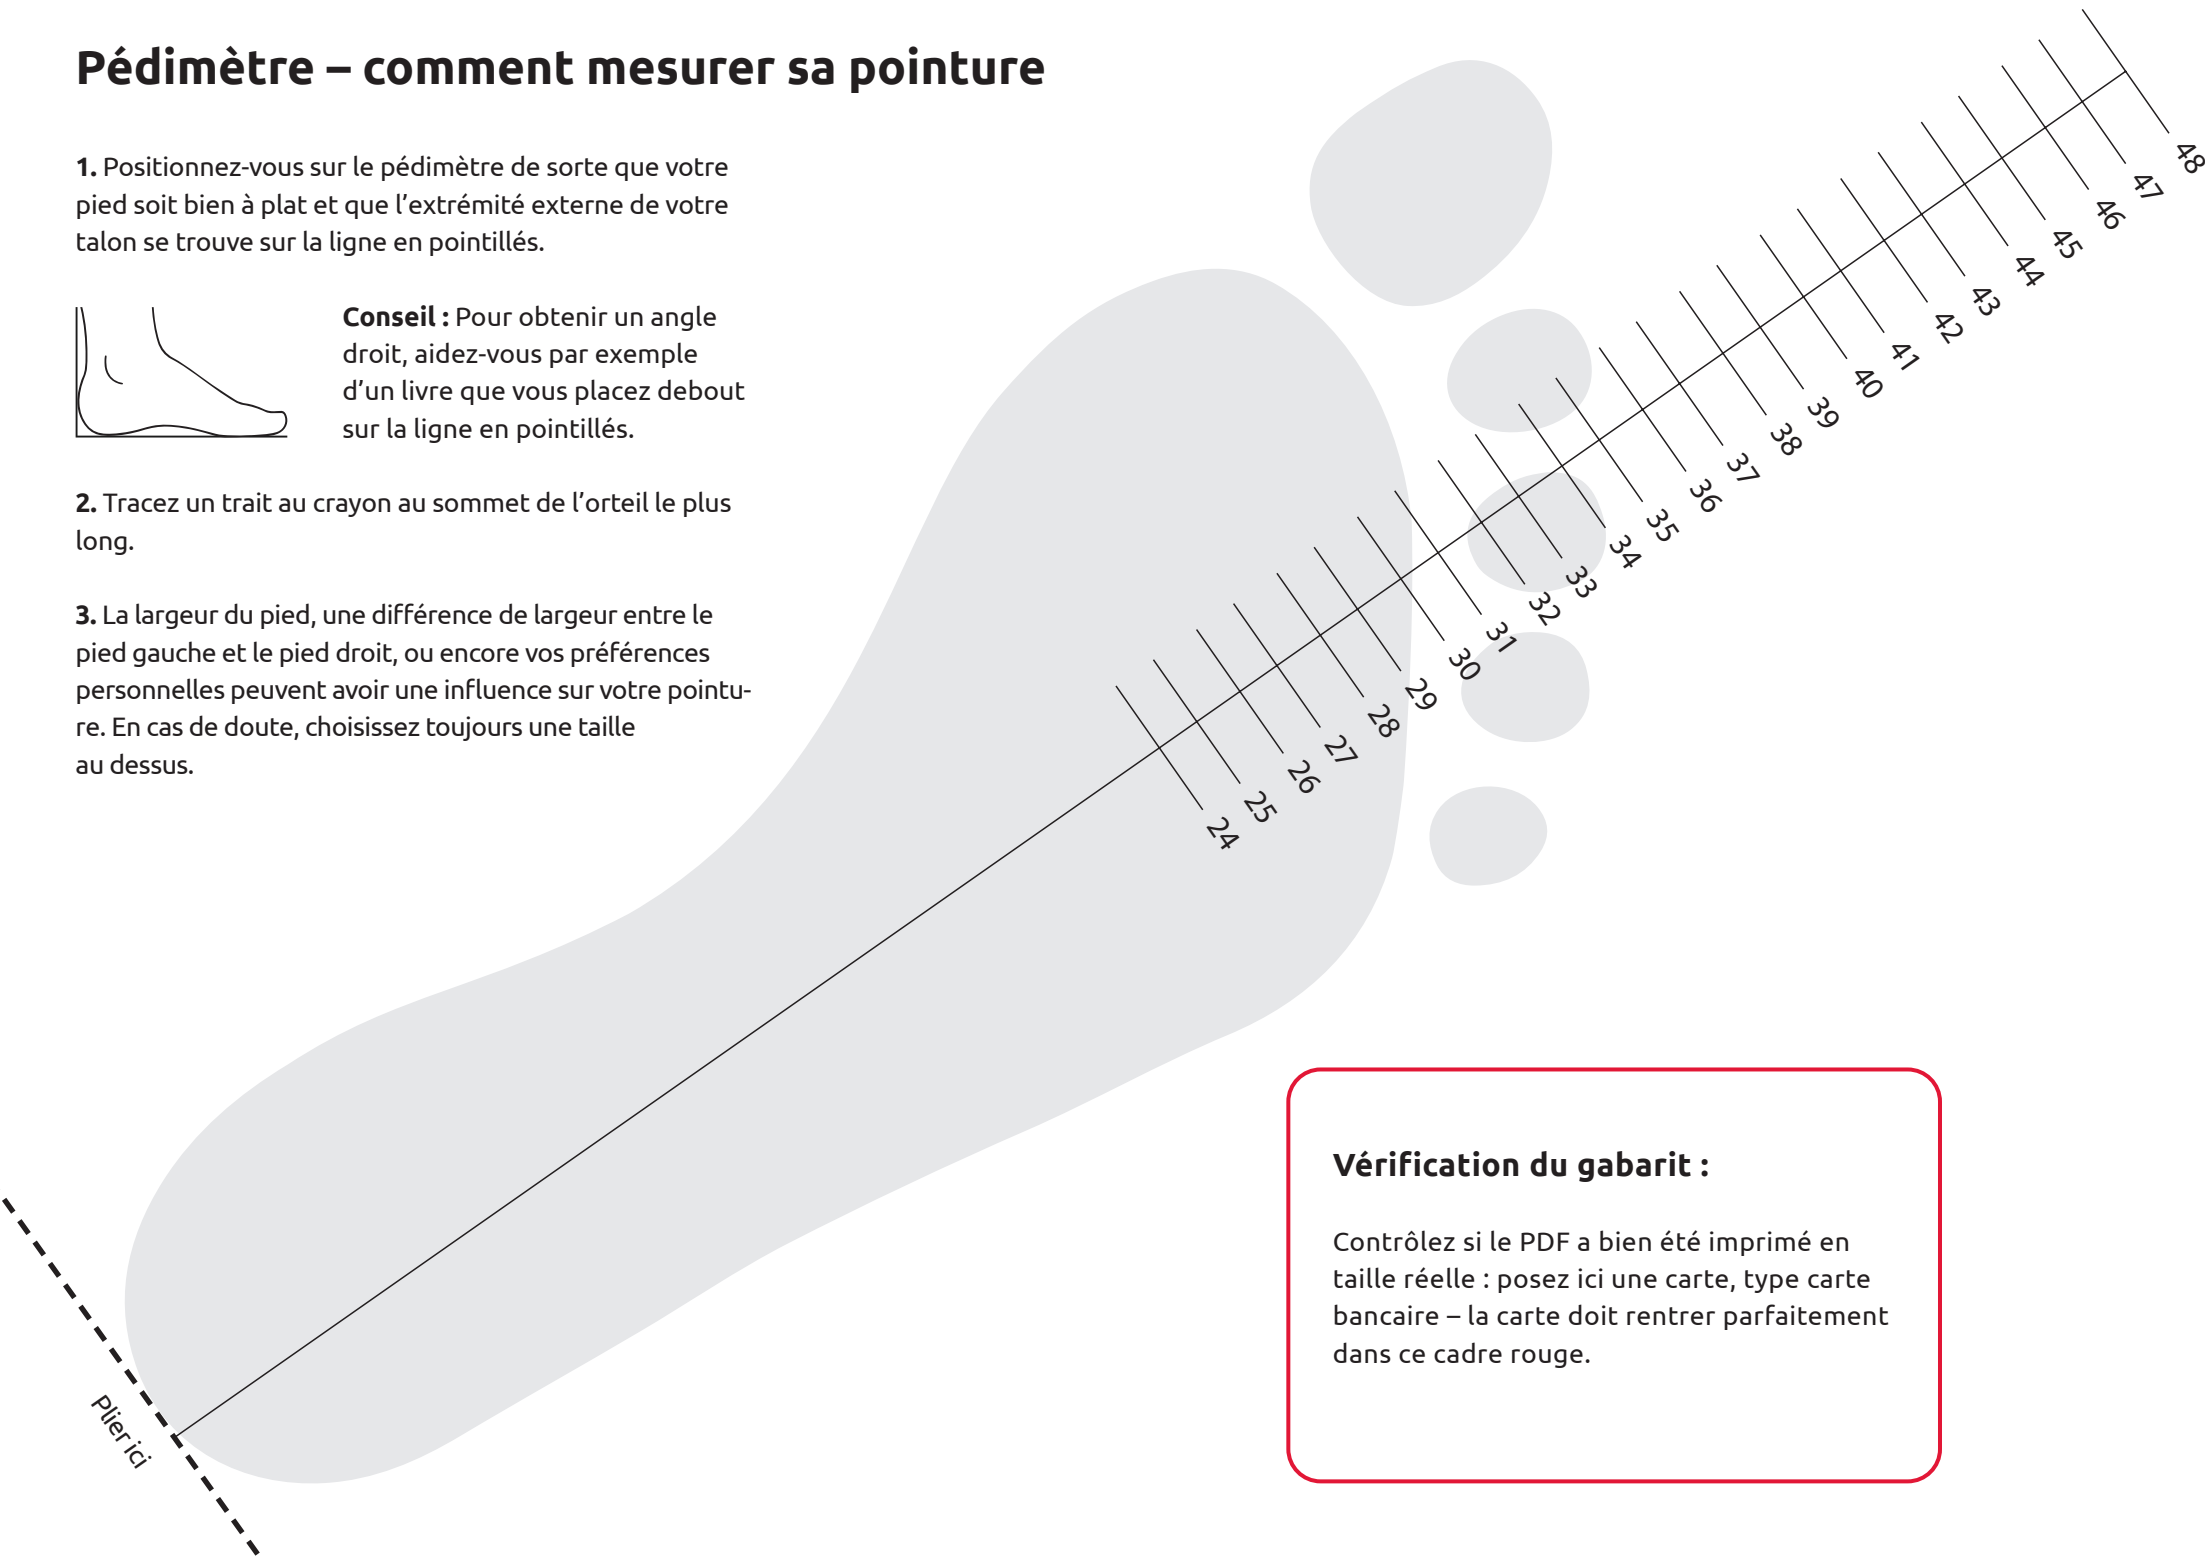 Pédimètre – comment mesurer sa pointure
1. Positionnez-vous sur le pédimètre de sorte que votre
pied soit bien à plat et que l’extrémité externe de votre
talon se trouve sur la ligne en pointillés.
Conseil : Pour obtenir un angle
droit, aidez-vous par exemple
d’un livre que vous placez debout
sur la ligne en pointillés.
2. Tracez un trait au crayon au sommet de l’orteil le plus
long.
3. La largeur du pied, une différence de largeur entre le
pied gauche et le pied droit, ou encore vos préférences
personnelles peuvent avoir une influence sur votre pointu-
re. En cas de doute, choisissez toujours une taille
au dessus.
24
25
26
27
28
29
30
31
32
33
34
35
36
37
38
39
40
41
42
43
44
45
46
47
48
Plier ici
Vérification du gabarit :
Contrôlez si le PDF a bien été imprimé en
taille réelle : posez ici une carte, type carte
bancaire – la carte doit rentrer parfaitement
dans ce cadre rouge.